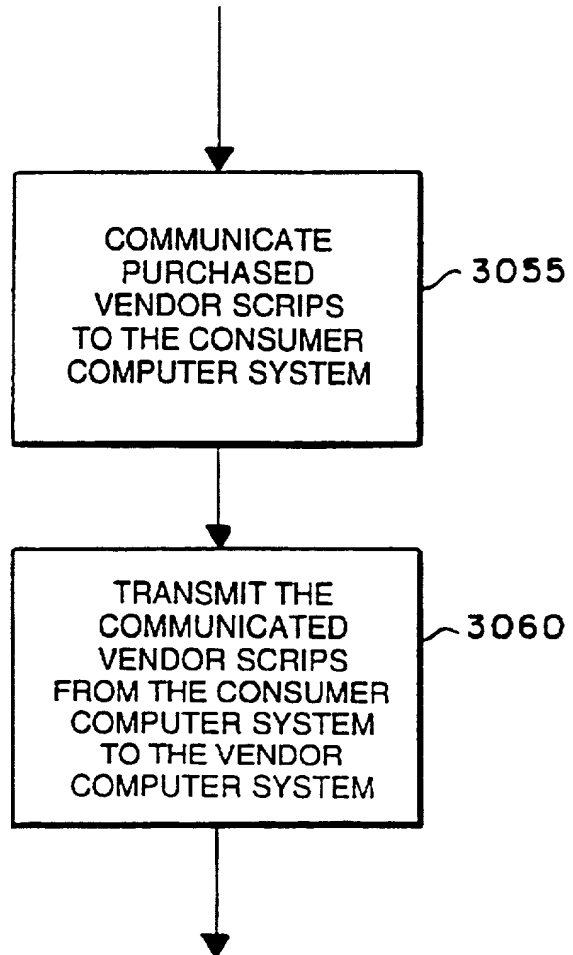 COMMUNICATE
PURCHASED
VENDOR SCRIPS
TO THE CONSUMER
COMPUTER SYSTEM
3055
TRANSMIT THE
COMMUNICATED
VENDOR SCRIPS
FROM THE CONSUMER
COMPUTER SYSTEM
TO THE VENDOR
COMPUTER SYSTEM
3060